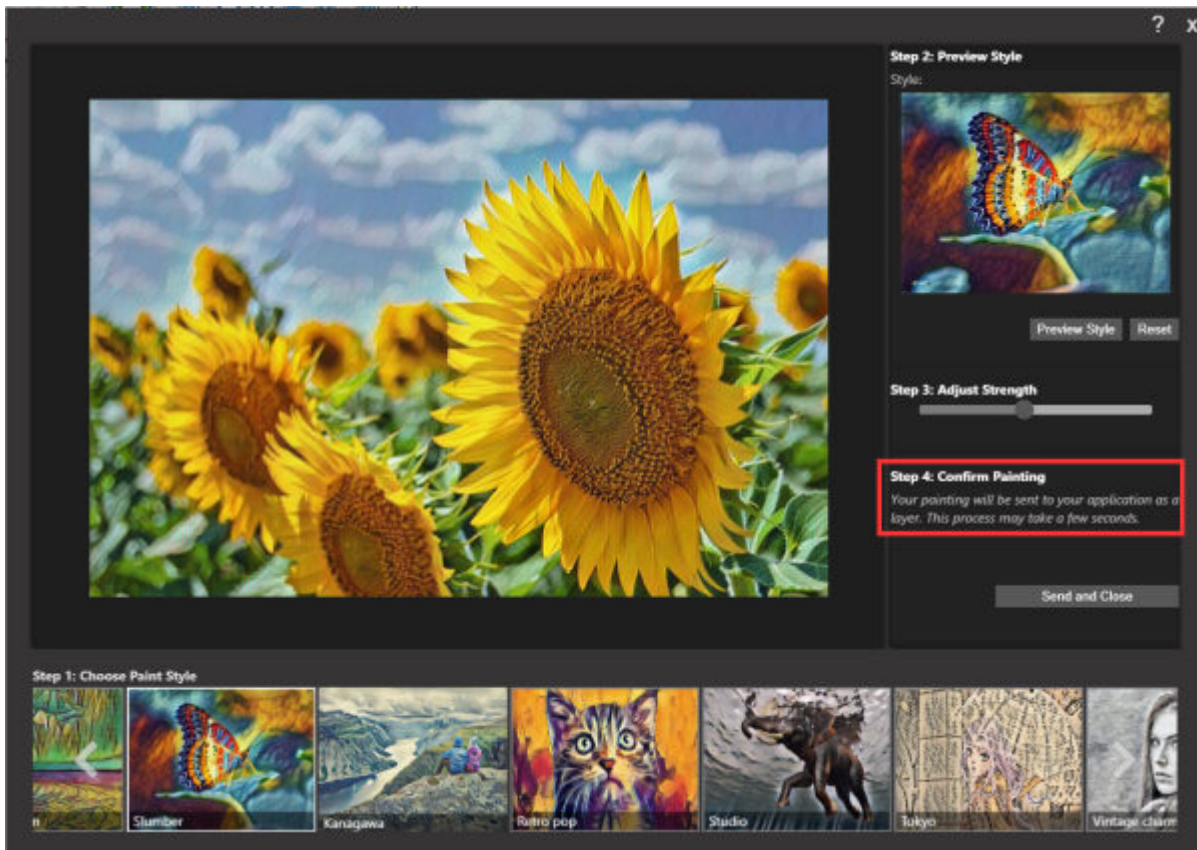 ? X
Step 2: Preview Style
Style:
Preview Style Reset
Step 3: Adjust Strength
Step 4: Confirm Painting
Your painting will be sent to your application as a
layer. This process may take a few seconds.
Send and Close
Step 1: Choose Paint Style
n Slumber Kanagawa Retro pop Studio Tokyo Vintage charm